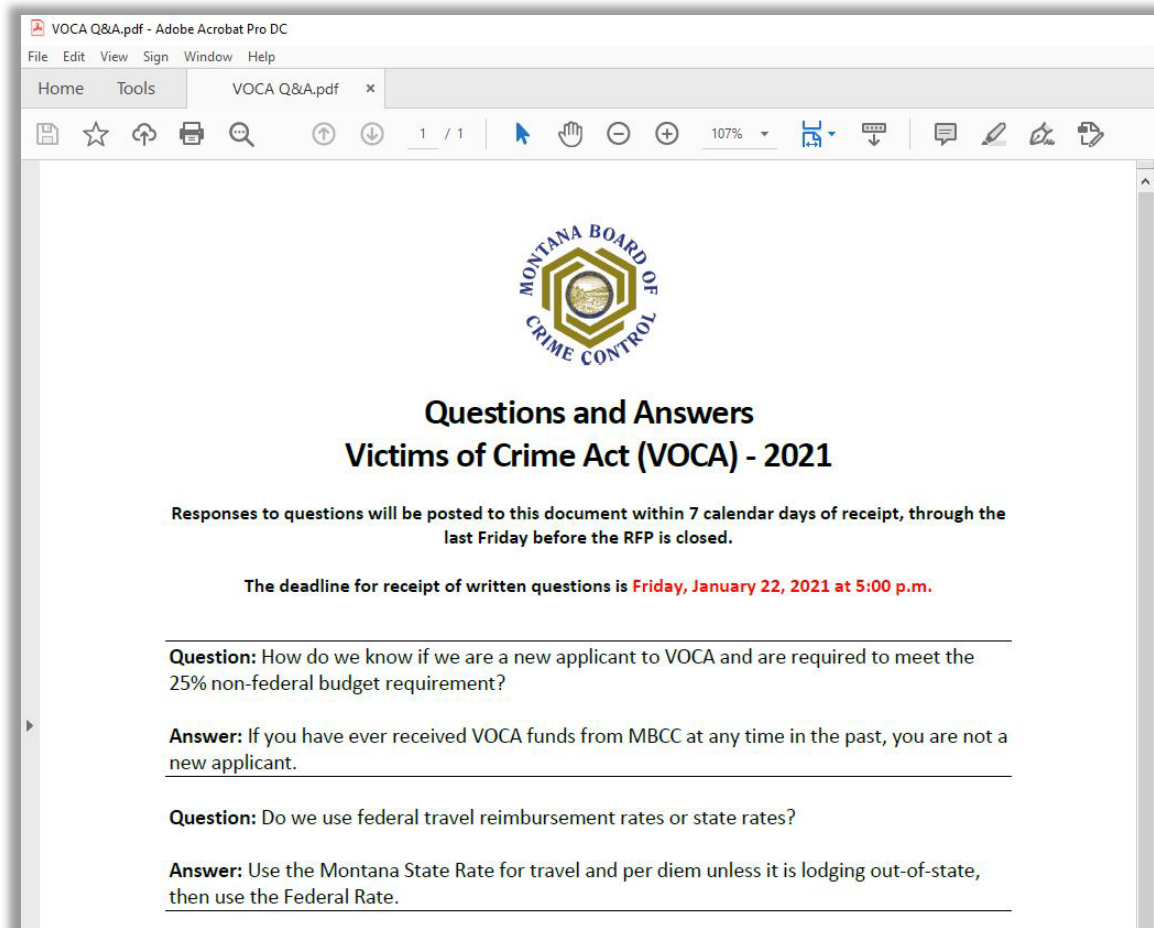 VOCA Q&A.pdf - Adobe Acrobat Pro DC
File Edit View Sign Window Help
Home Tools VOCA Q&A.pdf ×
1 / 1 107%
MONTANA BOARD OF
CRIME CONTROL
Questions and Answers
Victims of Crime Act (VOCA) - 2021
Responses to questions will be posted to this document within 7 calendar days of receipt, through the
last Friday before the RFP is closed.
The deadline for receipt of written questions is Friday, January 22, 2021 at 5:00 p.m.
Question: How do we know if we are a new applicant to VOCA and are required to meet the
25% non-federal budget requirement?
Answer: If you have ever received VOCA funds from MBCC at any time in the past, you are not a
new applicant.
Question: Do we use federal travel reimbursement rates or state rates?
Answer: Use the Montana State Rate for travel and per diem unless it is lodging out-of-state,
then use the Federal Rate.